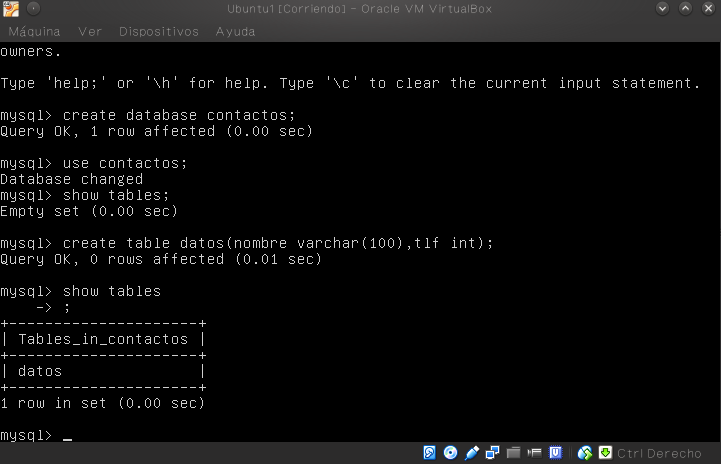 Ubuntu1 [Corriendo] - Oracle VM VirtualBox
Máquina Ver Dispositivos Ayuda
owners.
Type 'help;' or '\h' for help. Type '\c' to clear the current input statement.
mysql> create database contactos;
Query OK, 1 row affected (0.00 sec)
mysql> use contactos;
Database changed
mysql> show tables;
Empty set (0.00 sec)
mysql> create table datos(nombre varchar(100),tlf int);
Query OK, 0 rows affected (0.01 sec)
mysql> show tables
    -> ;
+---------------------+
| Tables_in_contactos |
+---------------------+
| datos               |
+---------------------+
1 row in set (0.00 sec)
mysql> _
Ctrl Derecho